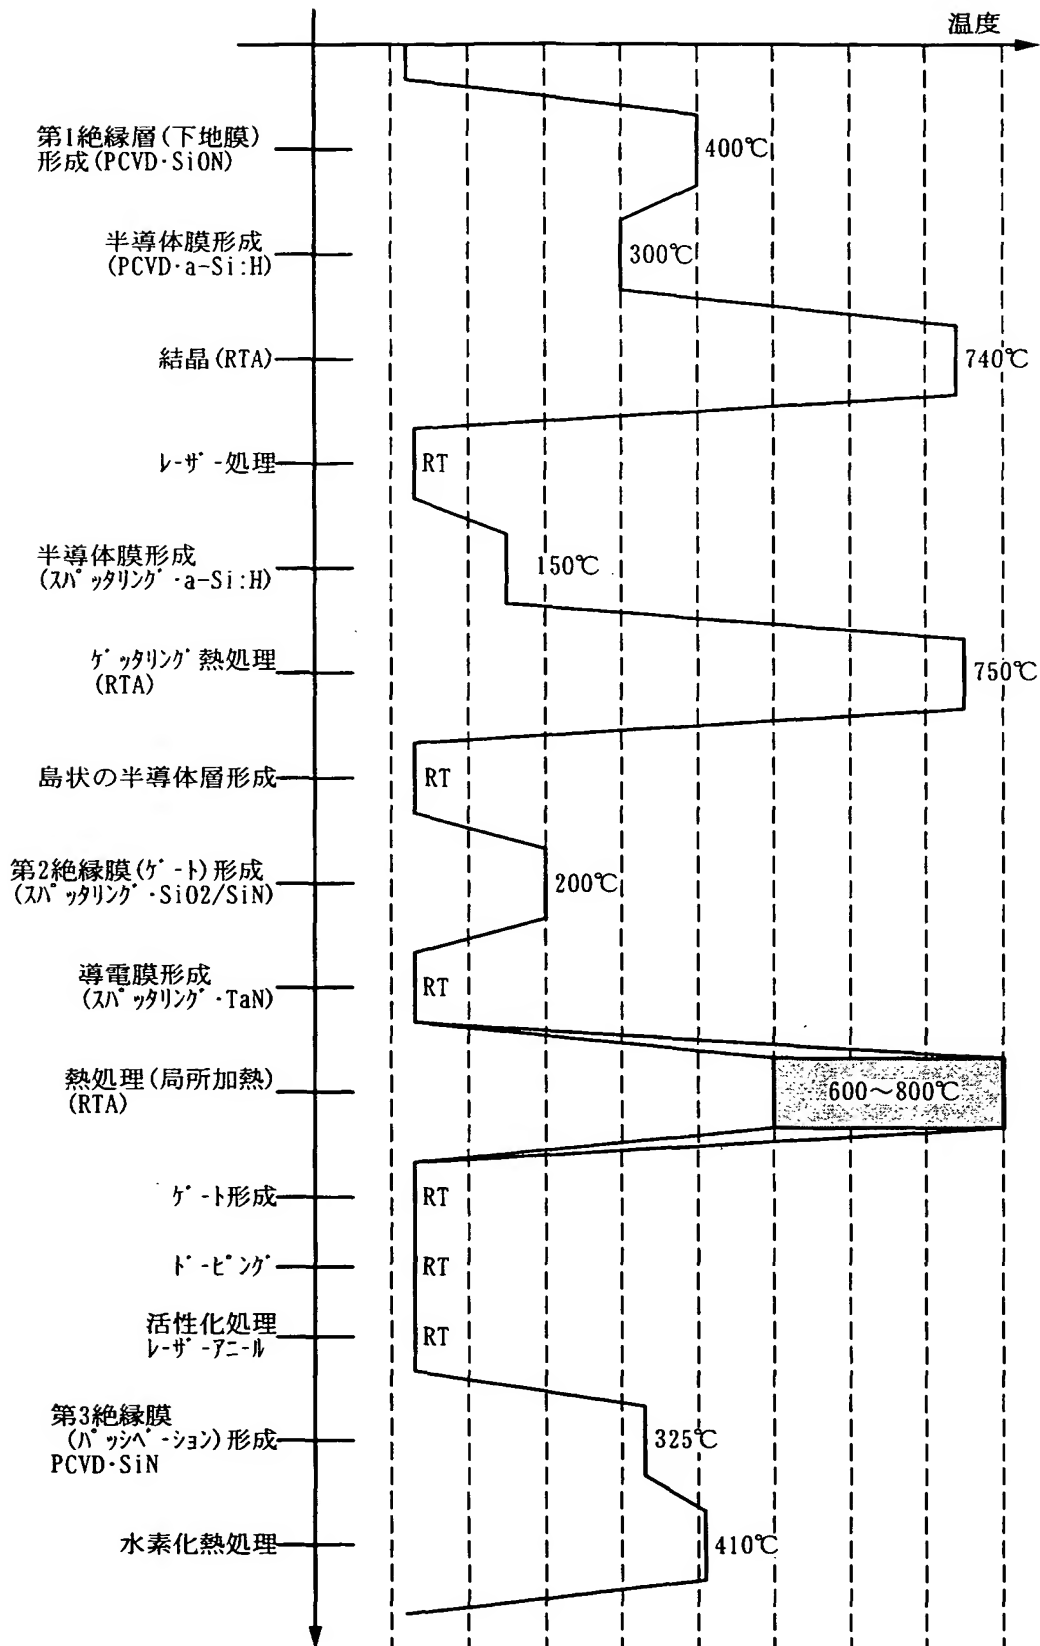 温度
第1絶縁層(下地膜)
形成(PCVD·SiON)
400℃
半導体膜形成
(PCVD·a-Si:H)
300℃
結晶(RTA)
740℃
ﾚｰｻﾞｰ処理
RT
半導体膜形成
(ｽﾊﾟｯﾀﾘﾝｸﾞ·a-Si:H)
150℃
ｹﾞｯﾀﾘﾝｸﾞ熱処理
(RTA)
750℃
島状の半導体層形成
RT
第2絶縁膜(ｹﾞｰﾄ)形成
(ｽﾊﾟｯﾀﾘﾝｸﾞ·SiO2/SiN)
200℃
導電膜形成
(ｽﾊﾟｯﾀﾘﾝｸﾞ·TaN)
RT
熱処理(局所加熱)
(RTA)
600～800℃
ｹﾞｰﾄ形成
RT
ﾄﾞｰﾋﾟﾝｸﾞ
RT
活性化処理
ﾚｰｻﾞｰｱﾆｰﾙ
RT
第3絶縁膜
(ﾊﾟｯｼﾍﾞｰｼｮﾝ)形成
PCVD·SiN
325℃
水素化熱処理
410℃